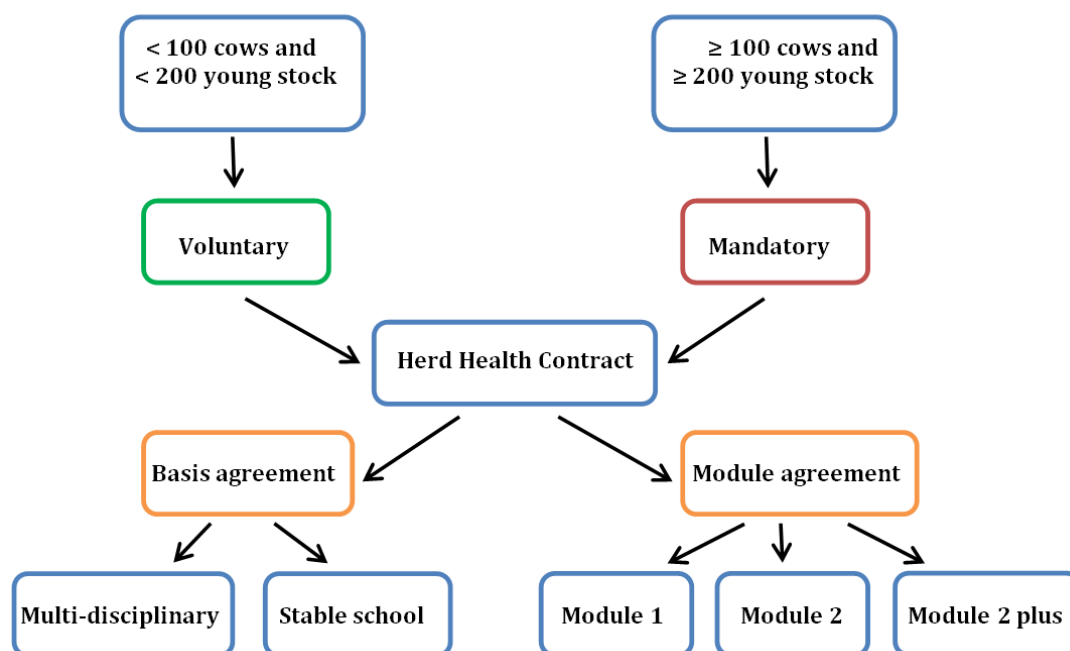 < 100 cows and
< 200 young stock
≥ 100 cows and
≥ 200 young stock
Voluntary
Mandatory
Herd Health Contract
Basis agreement
Module agreement
Multi-disciplinary
Stable school
Module 1
Module 2
Module 2 plus